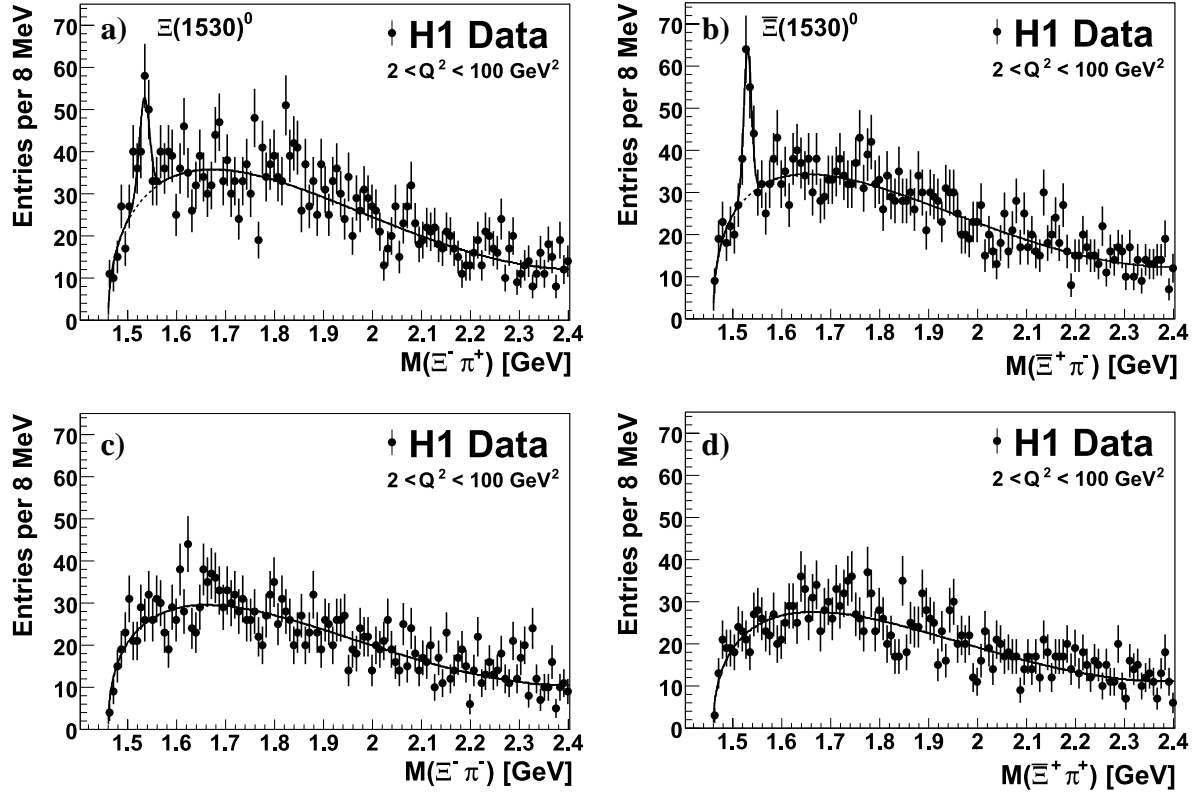 a) Ξ(1530)⁰
H1 Data
2 < Q² < 100 GeV²
Entries per 8 MeV
70
60
50
40
30
20
10
0
1.5 1.6 1.7 1.8 1.9 2 2.1 2.2 2.3 2.4
M(Ξ⁻ π⁺) [GeV]
b) Ξ̅(1530)⁰
H1 Data
2 < Q² < 100 GeV²
Entries per 8 MeV
70
60
50
40
30
20
10
0
1.5 1.6 1.7 1.8 1.9 2 2.1 2.2 2.3 2.4
M(Ξ̅⁺ π⁻) [GeV]
c)
H1 Data
2 < Q² < 100 GeV²
Entries per 8 MeV
70
60
50
40
30
20
10
0
1.5 1.6 1.7 1.8 1.9 2 2.1 2.2 2.3 2.4
M(Ξ⁻ π⁻) [GeV]
d)
H1 Data
2 < Q² < 100 GeV²
Entries per 8 MeV
70
60
50
40
30
20
10
0
1.5 1.6 1.7 1.8 1.9 2 2.1 2.2 2.3 2.4
M(Ξ̅⁺ π⁺) [GeV]